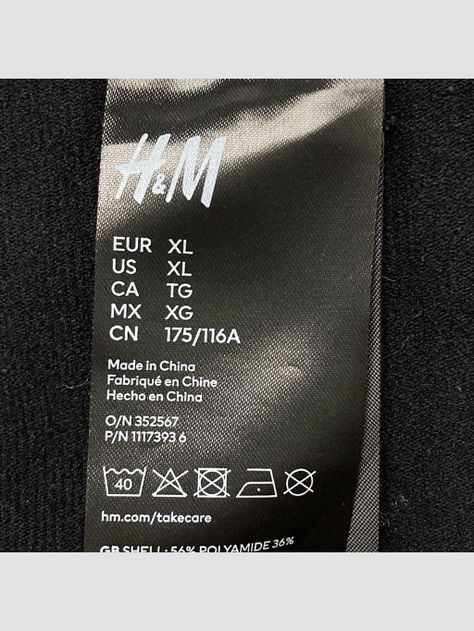 H&M
EUR XL
US XL
CA TG
MX XG
CN 175/116A
Made in China
Fabriqué en Chine
Hecho en China
O/N 352567
P/N 1117393 6
40
hm.com/takecare
GB SHELL: 56% POLYAMIDE 36%